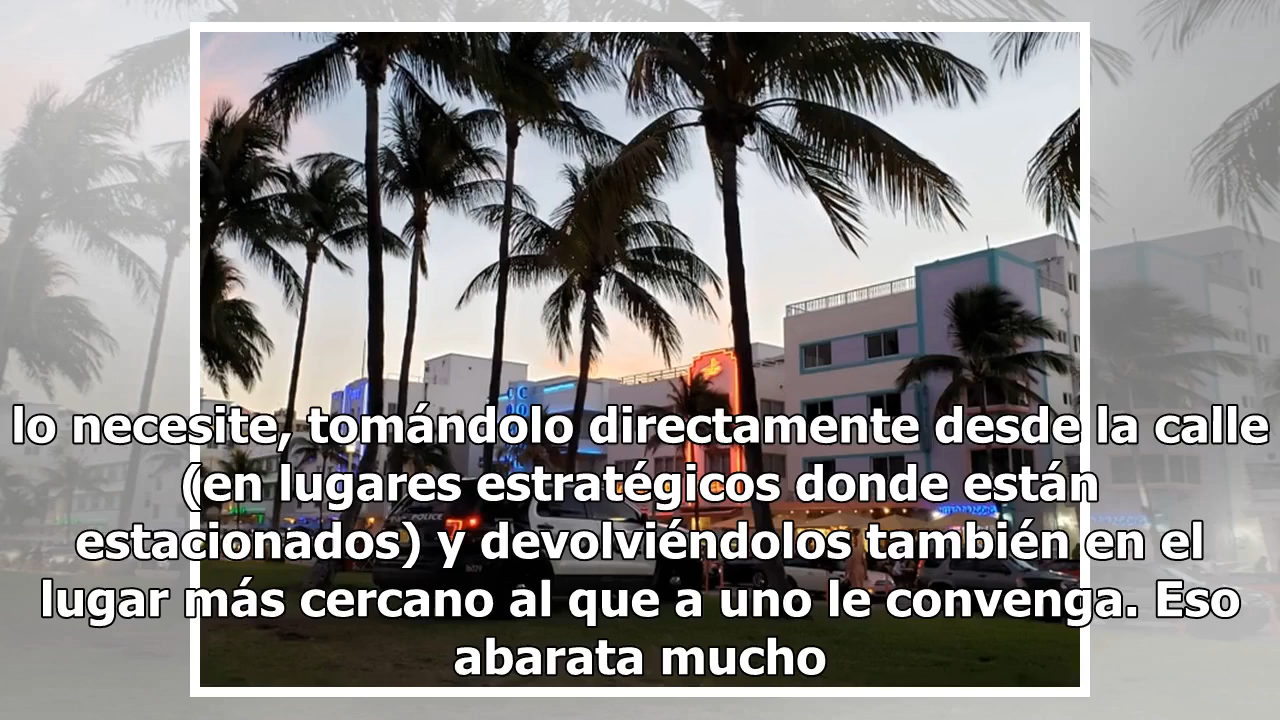 lo necesite, tomándolo directamente desde la calle
(en lugares estratégicos donde están
estacionados) y devolviéndolos también en el
lugar más cercano al que a uno le convenga. Eso
abarata mucho
POLICE